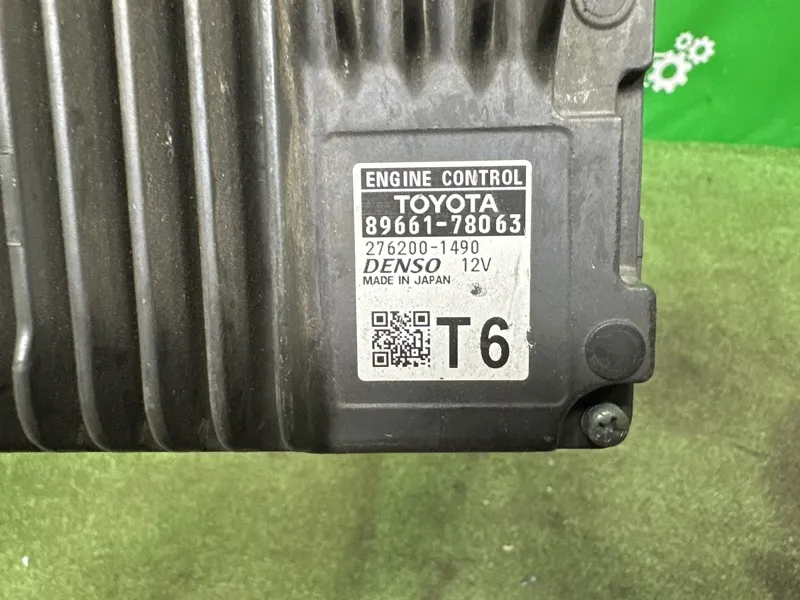 ENGINE CONTROL
TOYOTA
89661-78063
276200-1490
DENSO 12V
MADE IN JAPAN
T6